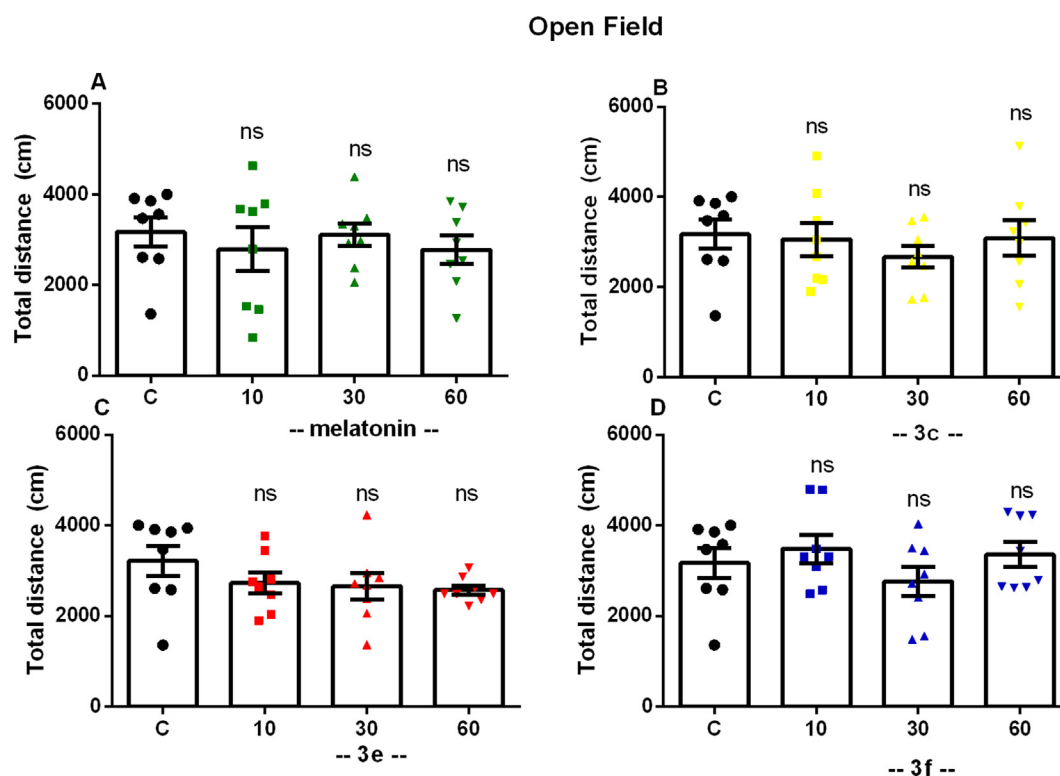 Open Field
A
Total distance (cm)
6000
4000
2000
0
ns
ns
ns
C
10
30
60
-- melatonin --
B
Total distance (cm)
6000
4000
2000
0
ns
ns
ns
C
10
30
60
-- 3c --
C
Total distance (cm)
6000
4000
2000
0
ns
ns
ns
C
10
30
60
-- 3e --
D
Total distance (cm)
6000
4000
2000
0
ns
ns
ns
C
10
30
60
-- 3f --